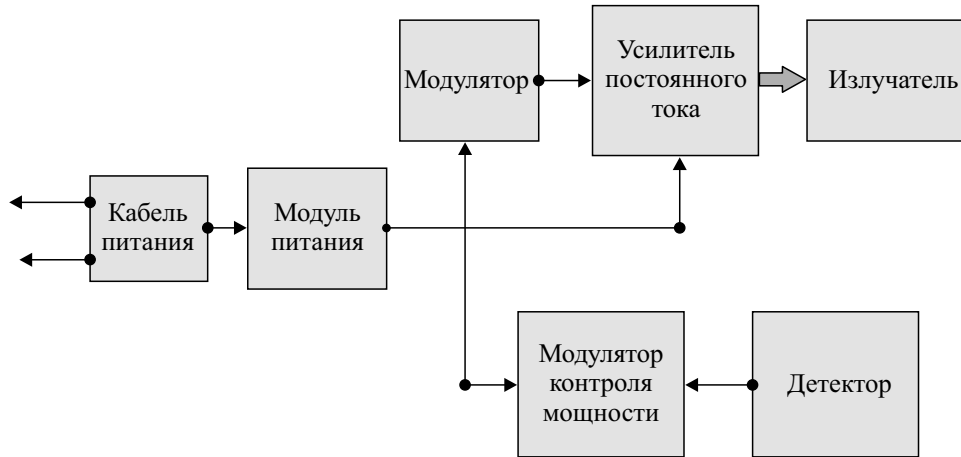 Модулятор
Усилитель
постоянного
тока
Излучатель
Кабель
питания
Модуль
питания
Модулятор
контроля
мощности
Детектор